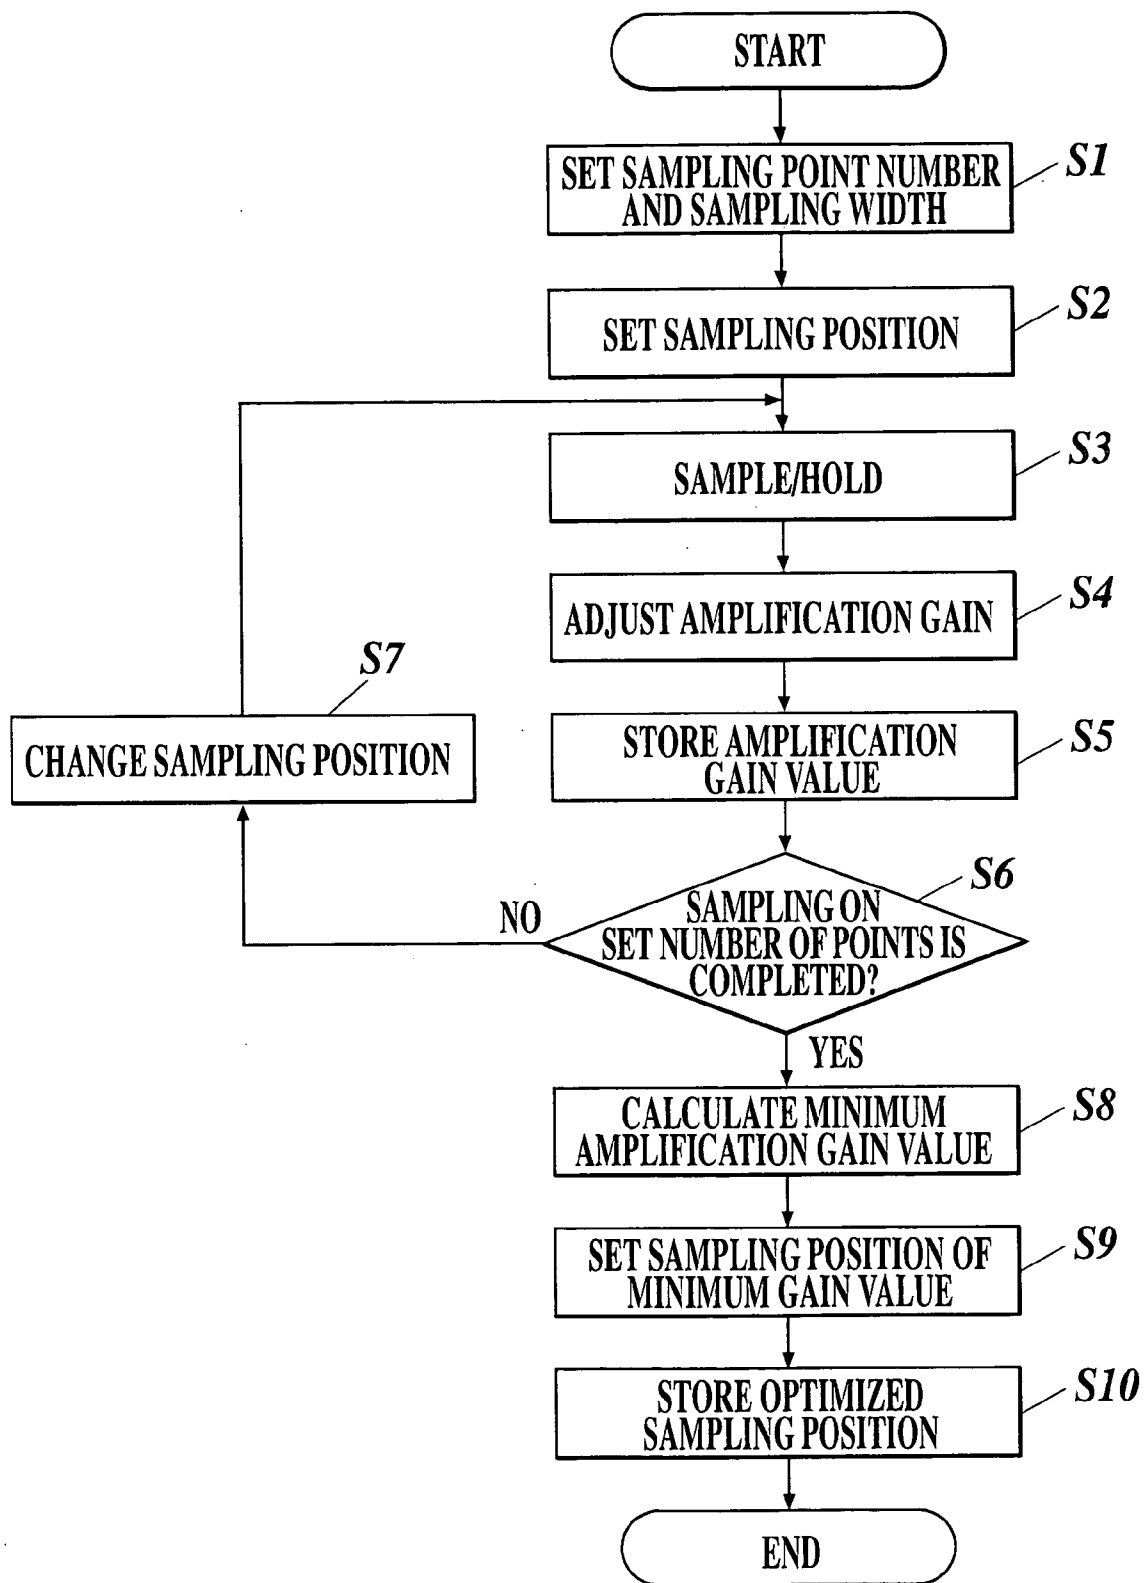 START
SET SAMPLING POINT NUMBER
AND SAMPLING WIDTH
S1
SET SAMPLING POSITION
S2
SAMPLE/HOLD
S3
ADJUST AMPLIFICATION GAIN
S4
S7
CHANGE SAMPLING POSITION
STORE AMPLIFICATION
GAIN VALUE
S5
S6
NO
SAMPLING ON
SET NUMBER OF POINTS IS
COMPLETED?
YES
CALCULATE MINIMUM
AMPLIFICATION GAIN VALUE
S8
SET SAMPLING POSITION OF
MINIMUM GAIN VALUE
S9
STORE OPTIMIZED
SAMPLING POSITION
S10
END